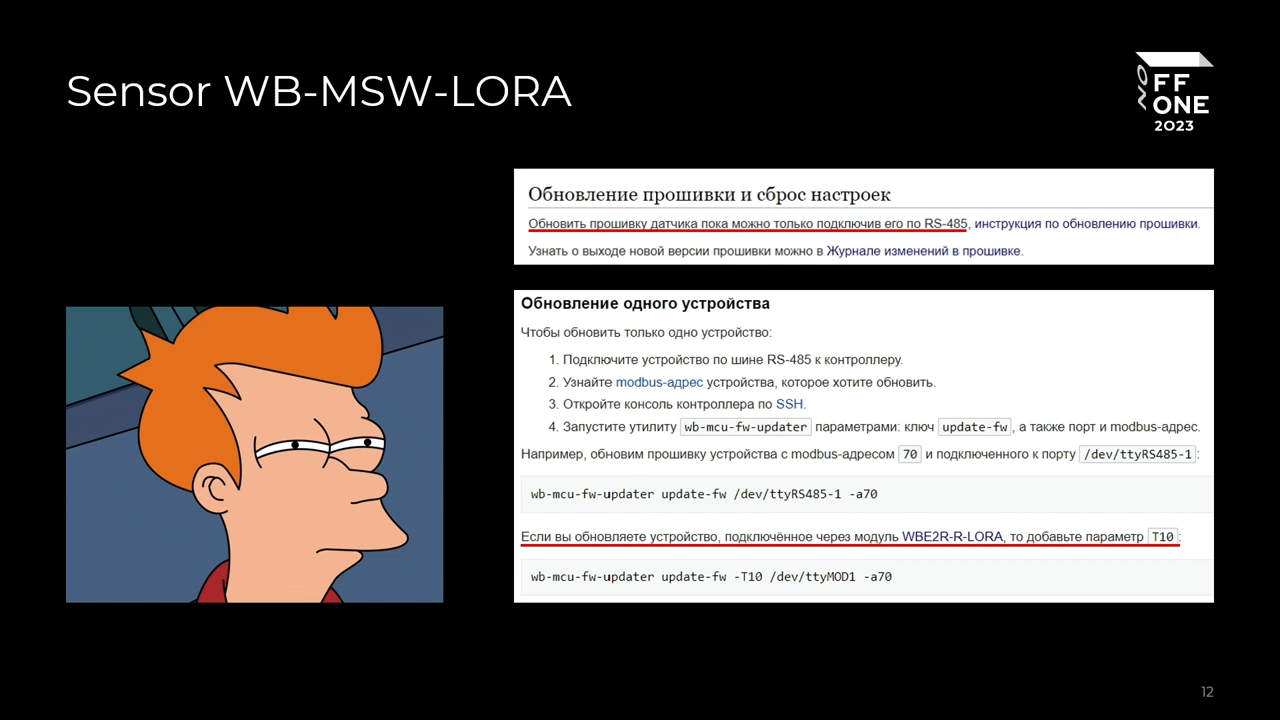 Sensor WB-MSW-LORA
NO
FF
ONE
2023
Обновление прошивки и сброс настроек
Обновить прошивку датчика пока можно только подключив его по RS-485, инструкция по обновлению прошивки.
Узнать о выходе новой версии прошивки можно в Журнале изменений в прошивке.
Обновление одного устройства
Чтобы обновить только одно устройство:
1. Подключите устройство по шине RS-485 к контроллеру.
2. Узнайте modbus-адрес устройства, которое хотите обновить.
3. Откройте консоль контроллера по SSH.
4. Запустите утилиту wb-mcu-fw-updater параметрами: ключ update-fw, а также порт и modbus-адрес.
Например, обновим прошивку устройства с modbus-адресом 70 и подключенного к порту /dev/ttyRS485-1:
wb-mcu-fw-updater update-fw /dev/ttyRS485-1 -a70
Если вы обновляете устройство, подключённое через модуль WBE2R-R-LORA, то добавьте параметр T10:
wb-mcu-fw-updater update-fw -T10 /dev/ttyMOD1 -a70
12